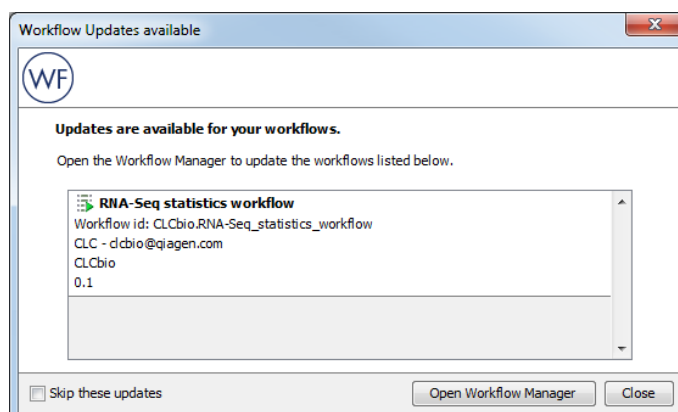 Workflow Updates available
WF
Updates are available for your workflows.
Open the Workflow Manager to update the workflows listed below.
RNA-Seq statistics workflow
Workflow id: CLCbio.RNA-Seq_statistics_workflow
CLC - clcbio@qiagen.com
CLCbio
0.1
Skip these updates Open Workflow Manager Close